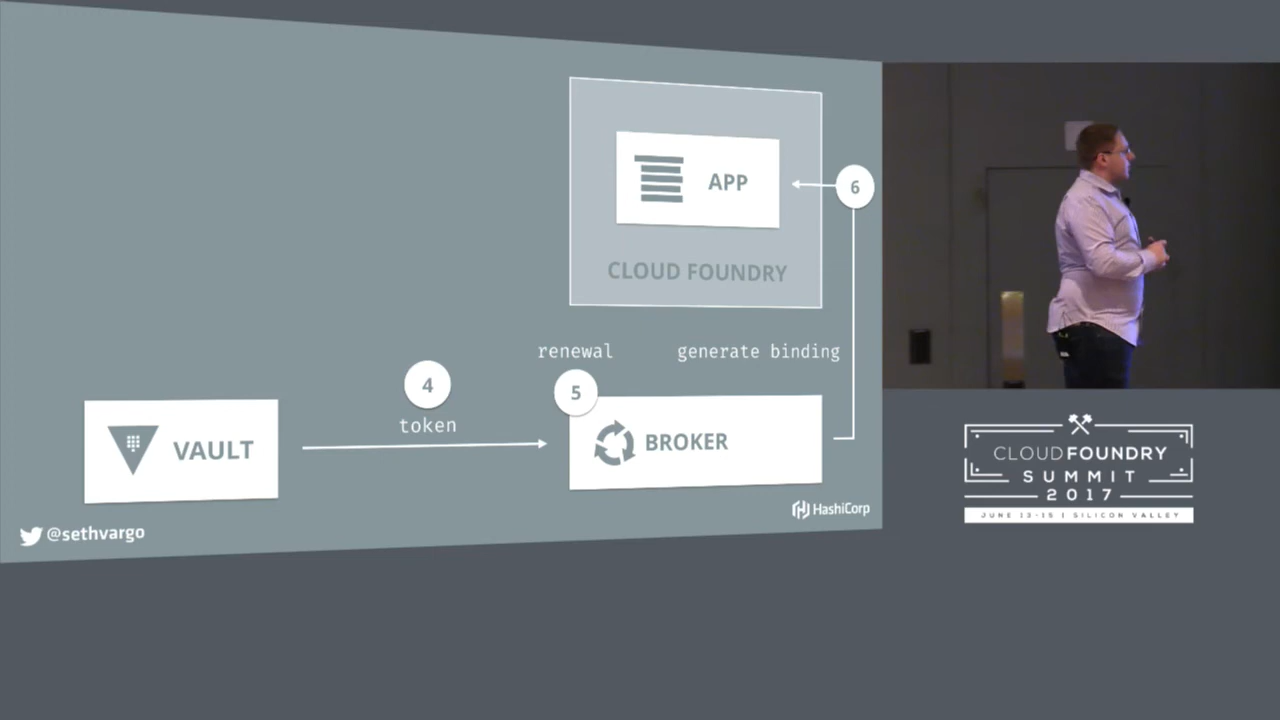 APP
6
CLOUD FOUNDRY
renewal
generate binding
4
5
token
VAULT
BROKER
@sethvargo
HashiCorp
CLOUDFOUNDRY
SUMMIT
2017
JUNE 13-15 | SILICON VALLEY